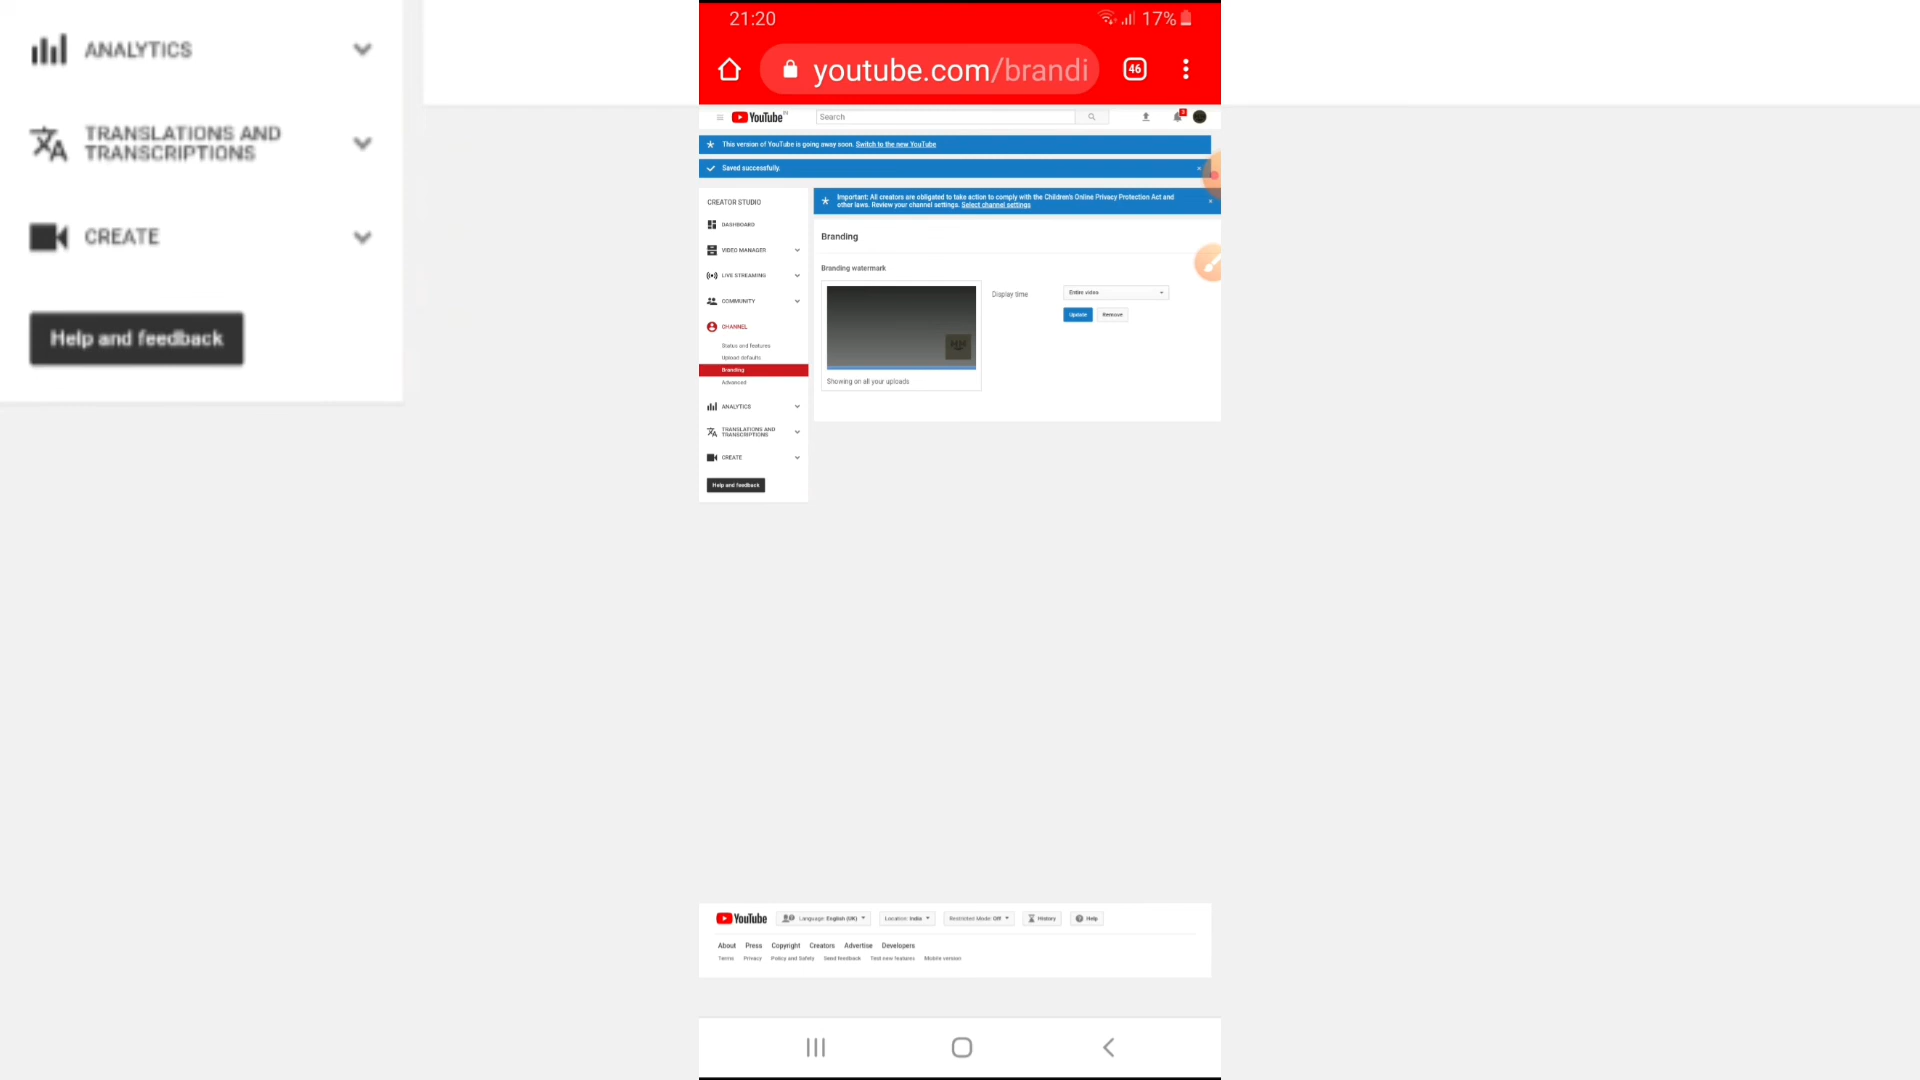 ANALYTICS
TRANSLATIONS AND
TRANSCRIPTIONS
CREATE
Help and feedback
21:20
17%
youtube.com/brandi
46
YouTube IN
Search
This version of YouTube is going away soon. Switch to the new YouTube
Saved successfully.
Important: All creators are obligated to take action to comply with the Children's Online Privacy Protection Act and
other laws. Review your channel settings. Select channel settings
CREATOR STUDIO
DASHBOARD
VIDEO MANAGER
LIVE STREAMING
COMMUNITY
CHANNEL
Status and features
Upload defaults
Branding
Advanced
ANALYTICS
TRANSLATIONS AND
TRANSCRIPTIONS
CREATE
Help and feedback
Branding
Branding watermark
Display time
Entire video
Update
Remove
Showing on all your uploads
YouTube
Language: English (UK)
Location: India
Restricted Mode: Off
History
Help
About Press Copyright Creators Advertise Developers
Terms Privacy Policy and Safety Send feedback Test new features Mobile version